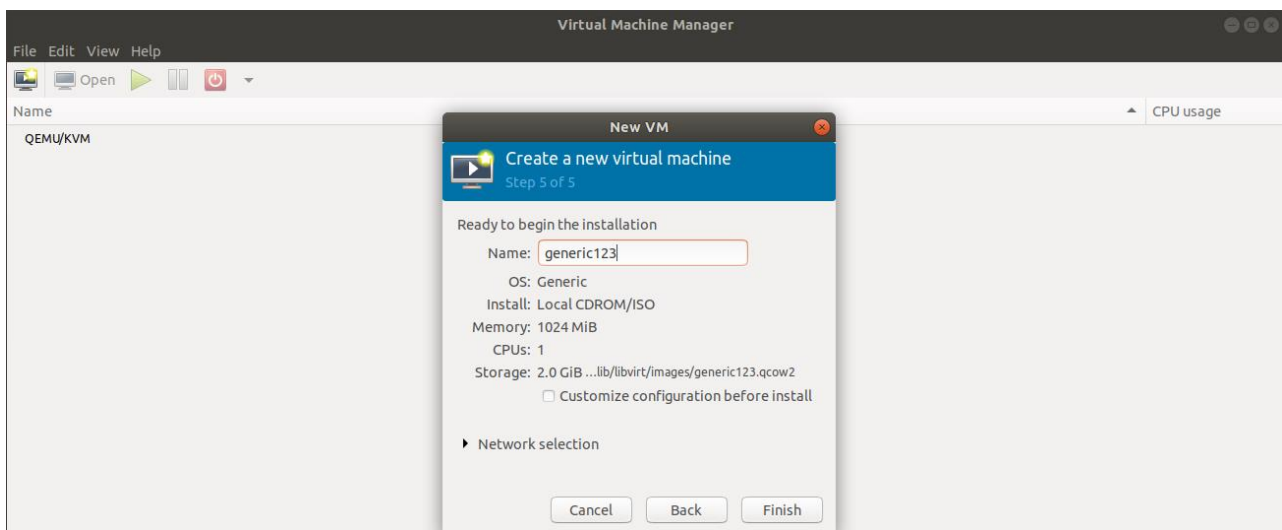 Virtual Machine Manager
File Edit View Help
Open
Name CPU usage
QEMU/KVM
New VM
Create a new virtual machine
Step 5 of 5
Ready to begin the installation
Name: generic123
OS: Generic
Install: Local CDROM/ISO
Memory: 1024 MiB
CPUs: 1
Storage: 2.0 GiB ...lib/libvirt/images/generic123.qcow2
Customize configuration before install
Network selection
Cancel Back Finish